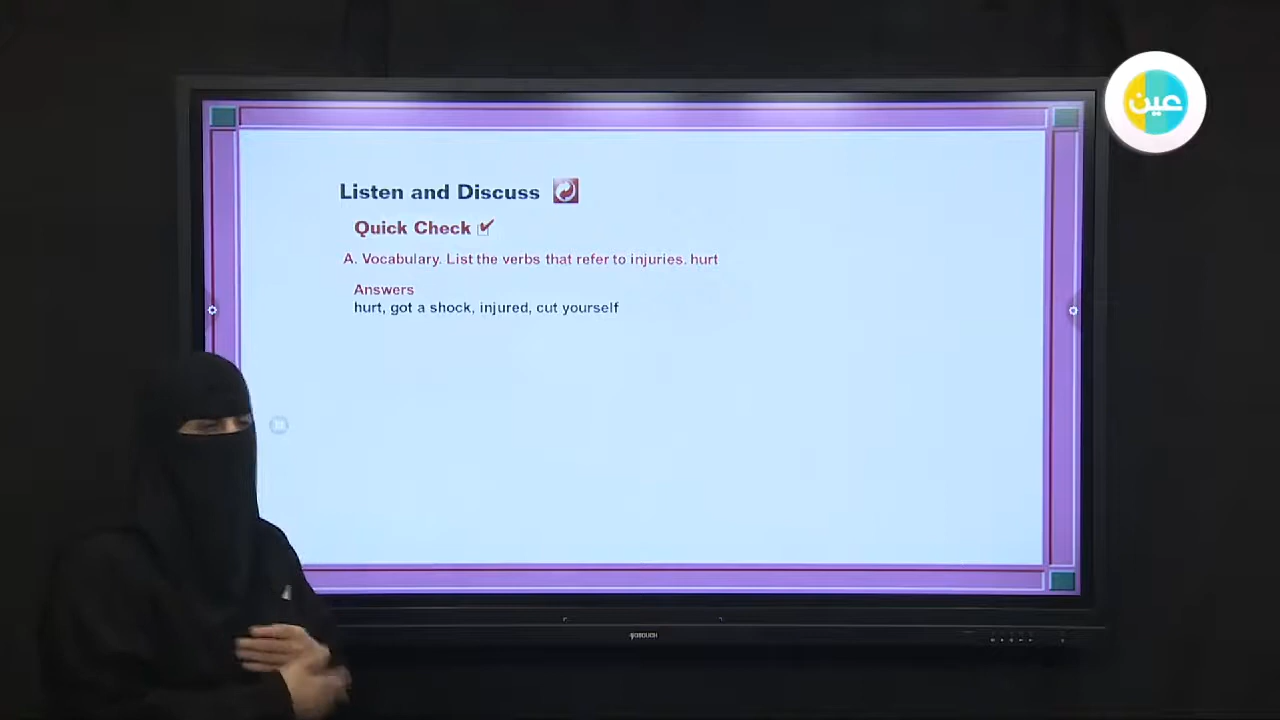 عين
Listen and Discuss
Quick Check
A. Vocabulary. List the verbs that refer to injuries. hurt
Answers
hurt, got a shock, injured, cut yourself